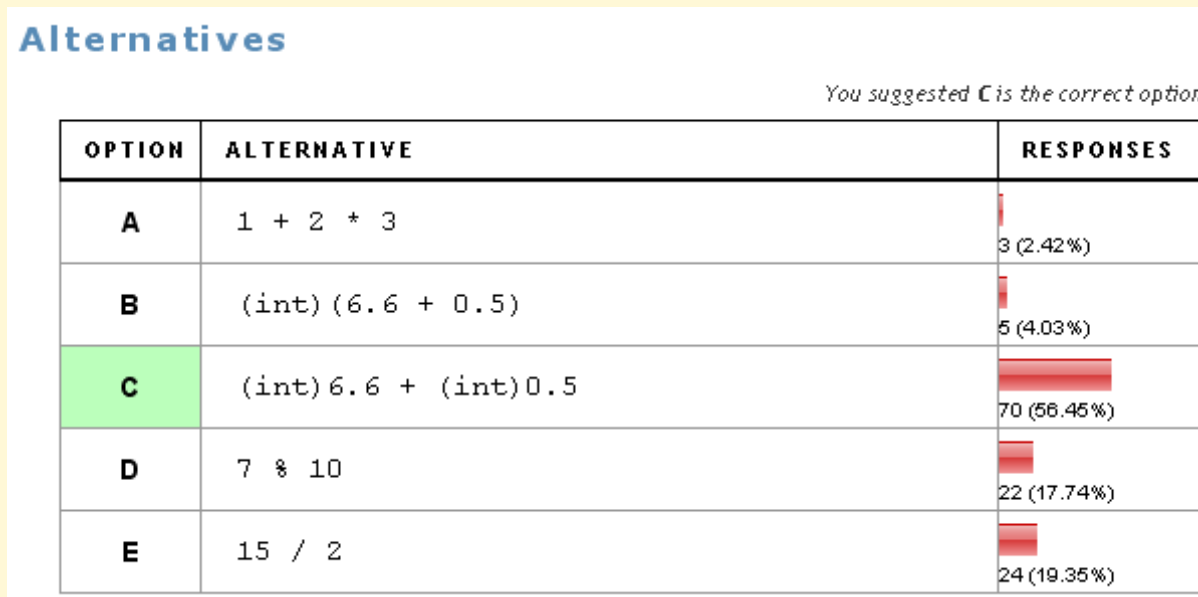 Alternatives
You suggested C is the correct option
OPTION ALTERNATIVE RESPONSES
A 1 + 2 * 3 3 (2.42%)
B (int)(6.6 + 0.5) 5 (4.03%)
C (int)6.6 + (int)0.5 70 (56.45%)
D 7 % 10 22 (17.74%)
E 15 / 2 24 (19.35%)